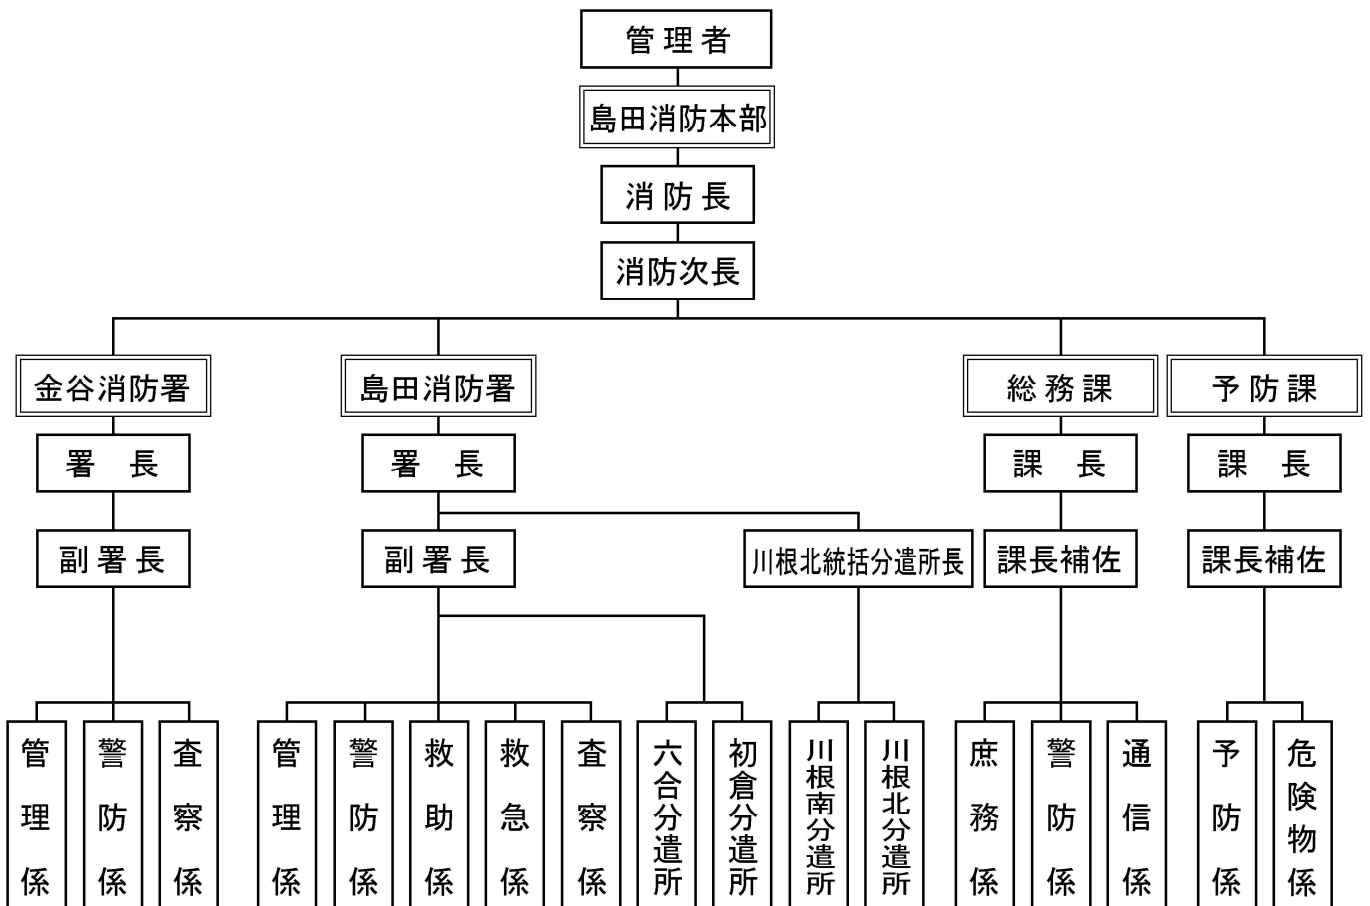 管理者
島田消防本部
消防長
消防次長
金谷消防署
島田消防署
総務課
予防課
署 長
署 長
課 長
課 長
副署長
副署長
川根北統括分遣所長
課長補佐
課長補佐
管理係
警防係
査察係
管理係
警防係
救助係
救急係
査察係
六合分遣所
初倉分遣所
川根南分遣所
川根北分遣所
庶務係
警防係
通信係
予防係
危険物係